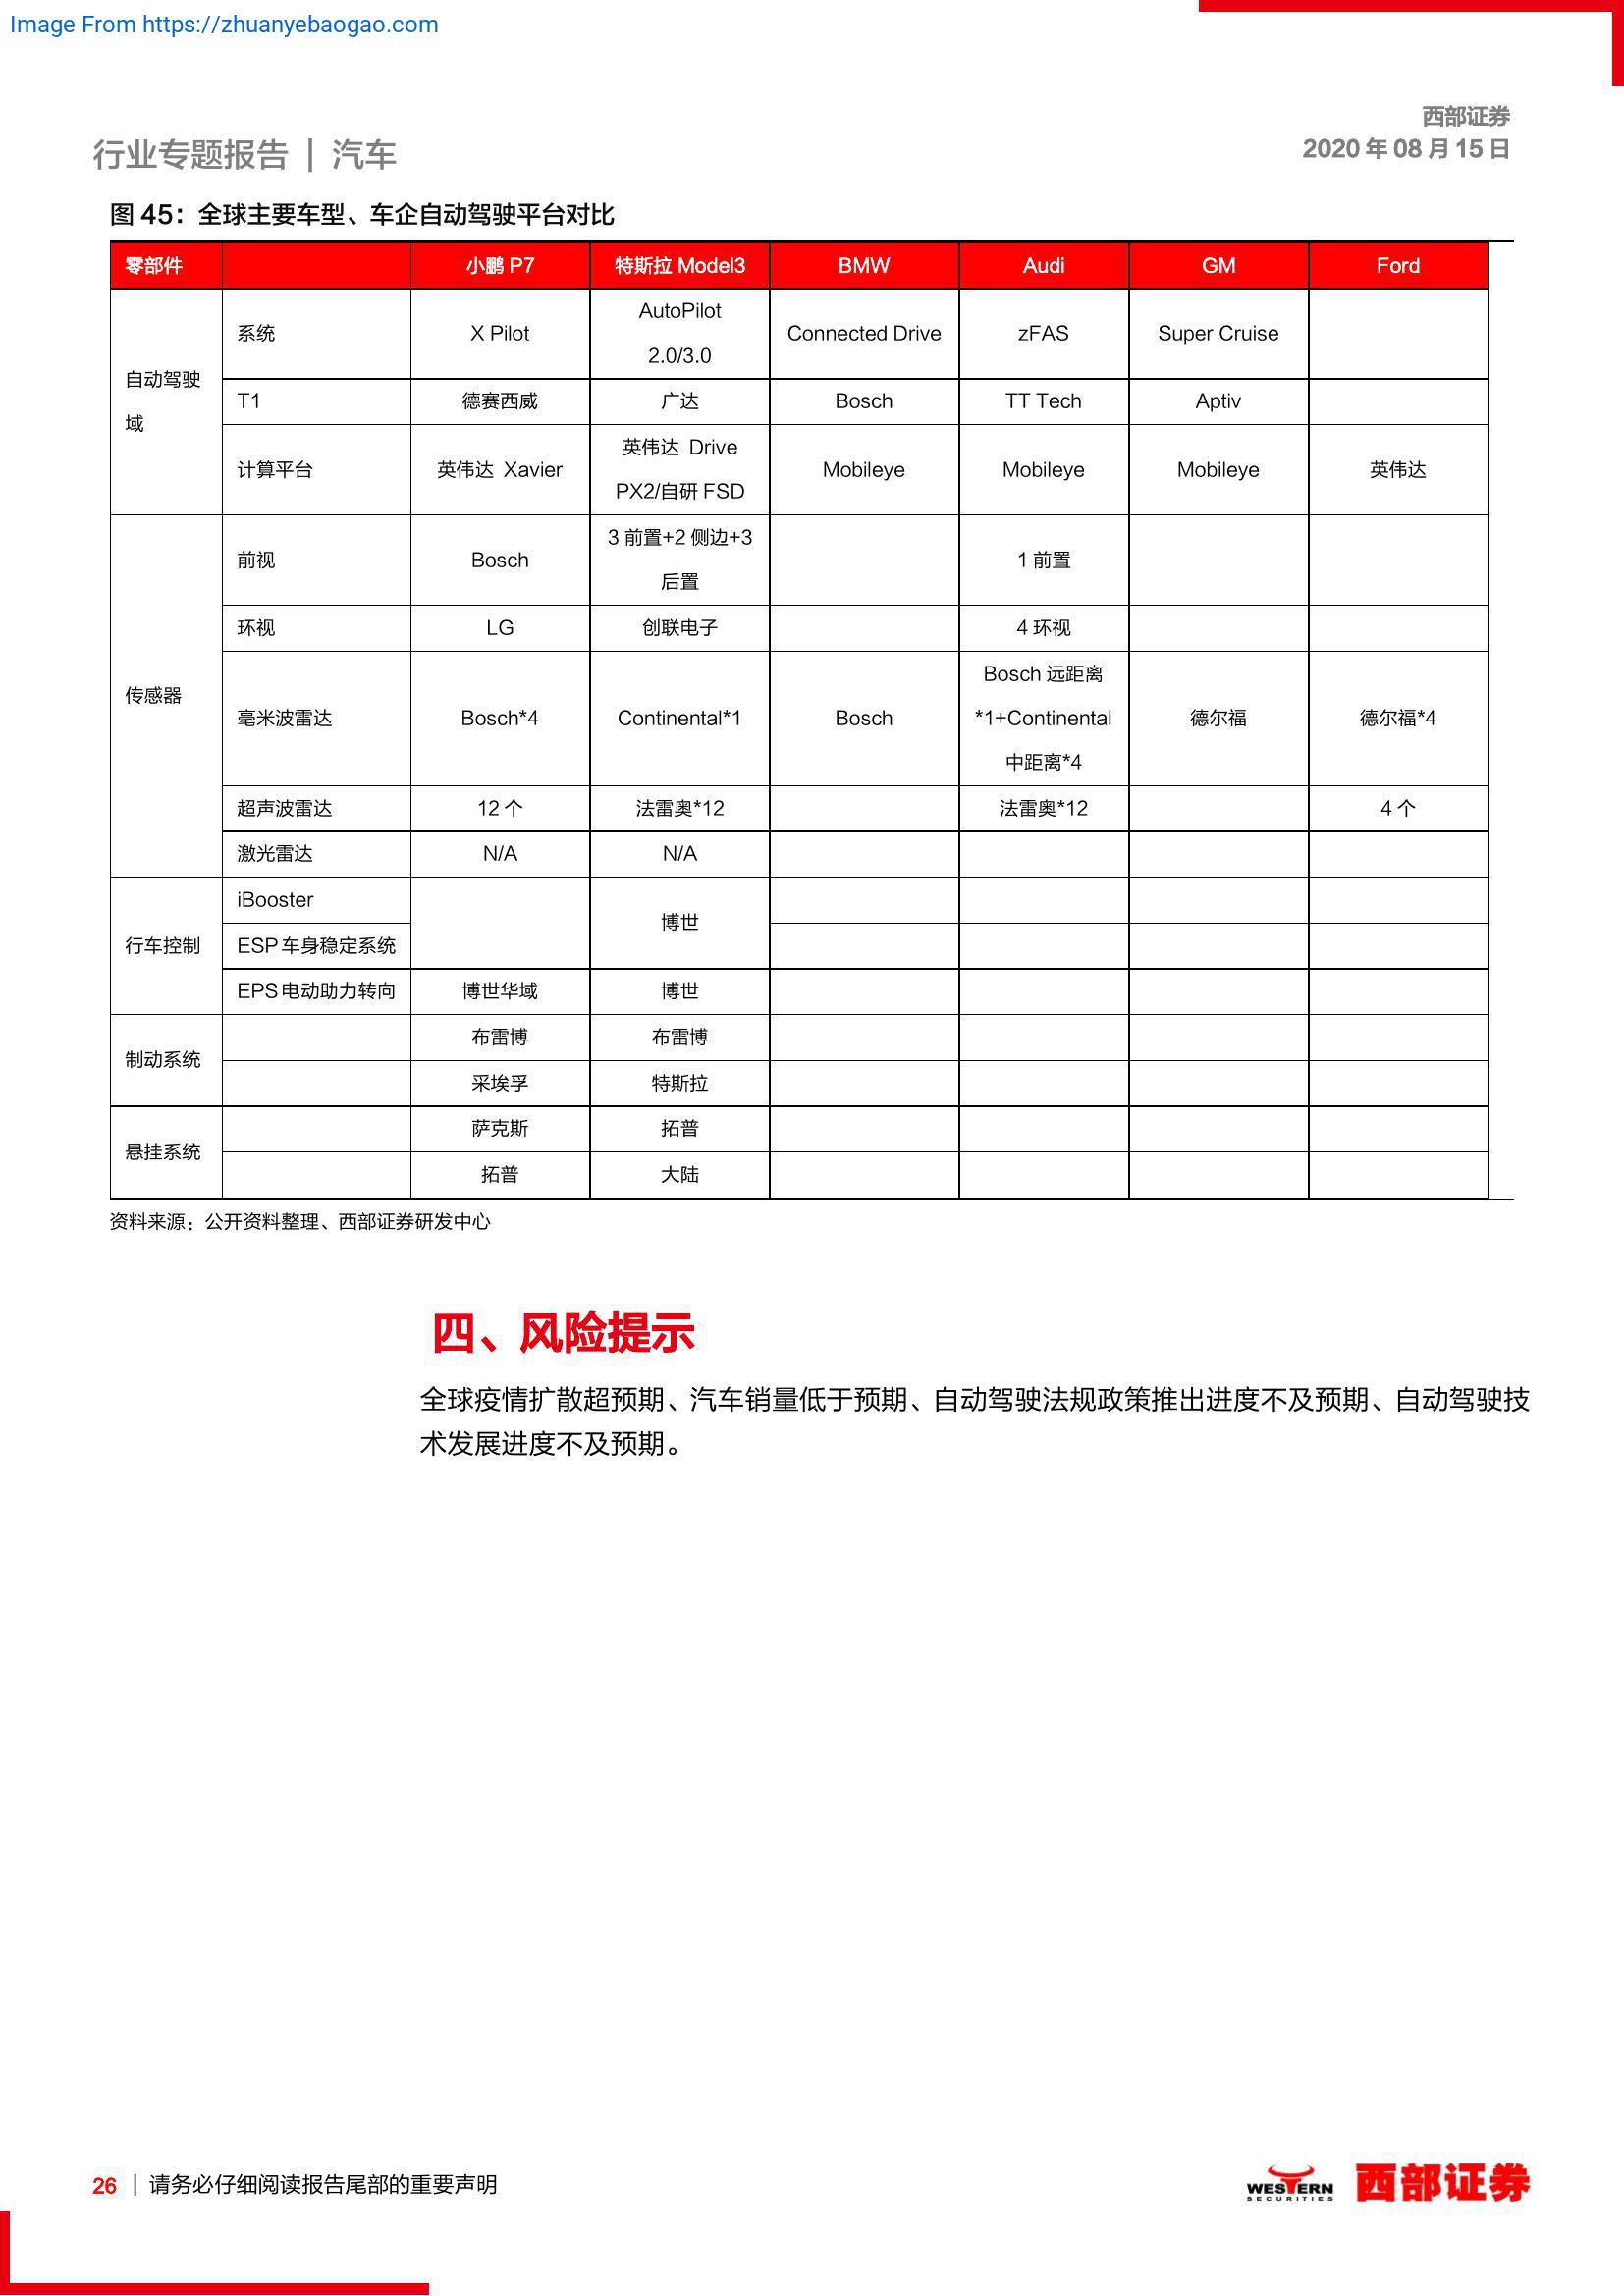 Image From https://zhuanyebaogao.com
西部证券
行业专题报告 | 汽车
2020 年 08 月 15 日
图 45：全球主要车型、车企自动驾驶平台对比
零部件 小鹏 P7 特斯拉 Model3 BMW Audi GM Ford
自动驾驶
域
系统 X Pilot AutoPilot
2.0/3.0 Connected Drive zFAS Super Cruise
T1 德赛西威 广达 Bosch TT Tech Aptiv
计算平台 英伟达 Xavier 英伟达 Drive
PX2/自研 FSD Mobileye Mobileye Mobileye 英伟达
传感器
前视 Bosch 3 前置+2 侧边+3
后置 1 前置
环视 LG 创联电子 4 环视
毫米波雷达 Bosch*4 Continental*1 Bosch Bosch 远距离
*1+Continental
中距离*4 德尔福 德尔福*4
超声波雷达 12 个 法雷奥*12 法雷奥*12 4 个
激光雷达 N/A N/A
行车控制
iBooster
博世
ESP 车身稳定系统
EPS 电动助力转向 博世华域 博世
制动系统
布雷博 布雷博
采埃孚 特斯拉
悬挂系统
萨克斯 拓普
拓普 大陆
资料来源：公开资料整理、西部证券研发中心
四、风险提示
全球疫情扩散超预期、汽车销量低于预期、自动驾驶法规政策推出进度不及预期、自动驾驶技
术发展进度不及预期。
26 | 请务必仔细阅读报告尾部的重要声明
WESTERN
SECURITIES
西部证券